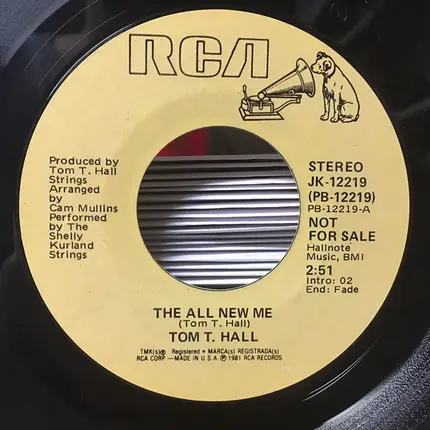 RCA
Produced by
Tom T. Hall
Strings
Arranged
by
Cam Mullins
Performed
by The
Shelly
Kurland
Strings
STEREO
JK-12219
(PB-12219)
PB-12219-A
NOT
FOR SALE
Hallnote
Music, BMI
2:51
Intro: 02
End: Fade
THE ALL NEW ME
(Tom T. Hall)
TOM T. HALL
TMK(s)® Registered • MARCA(s) REGISTRADA(s)
RCA CORP.—MADE IN U.S.A. ℗ 1981 RCA RECORDS